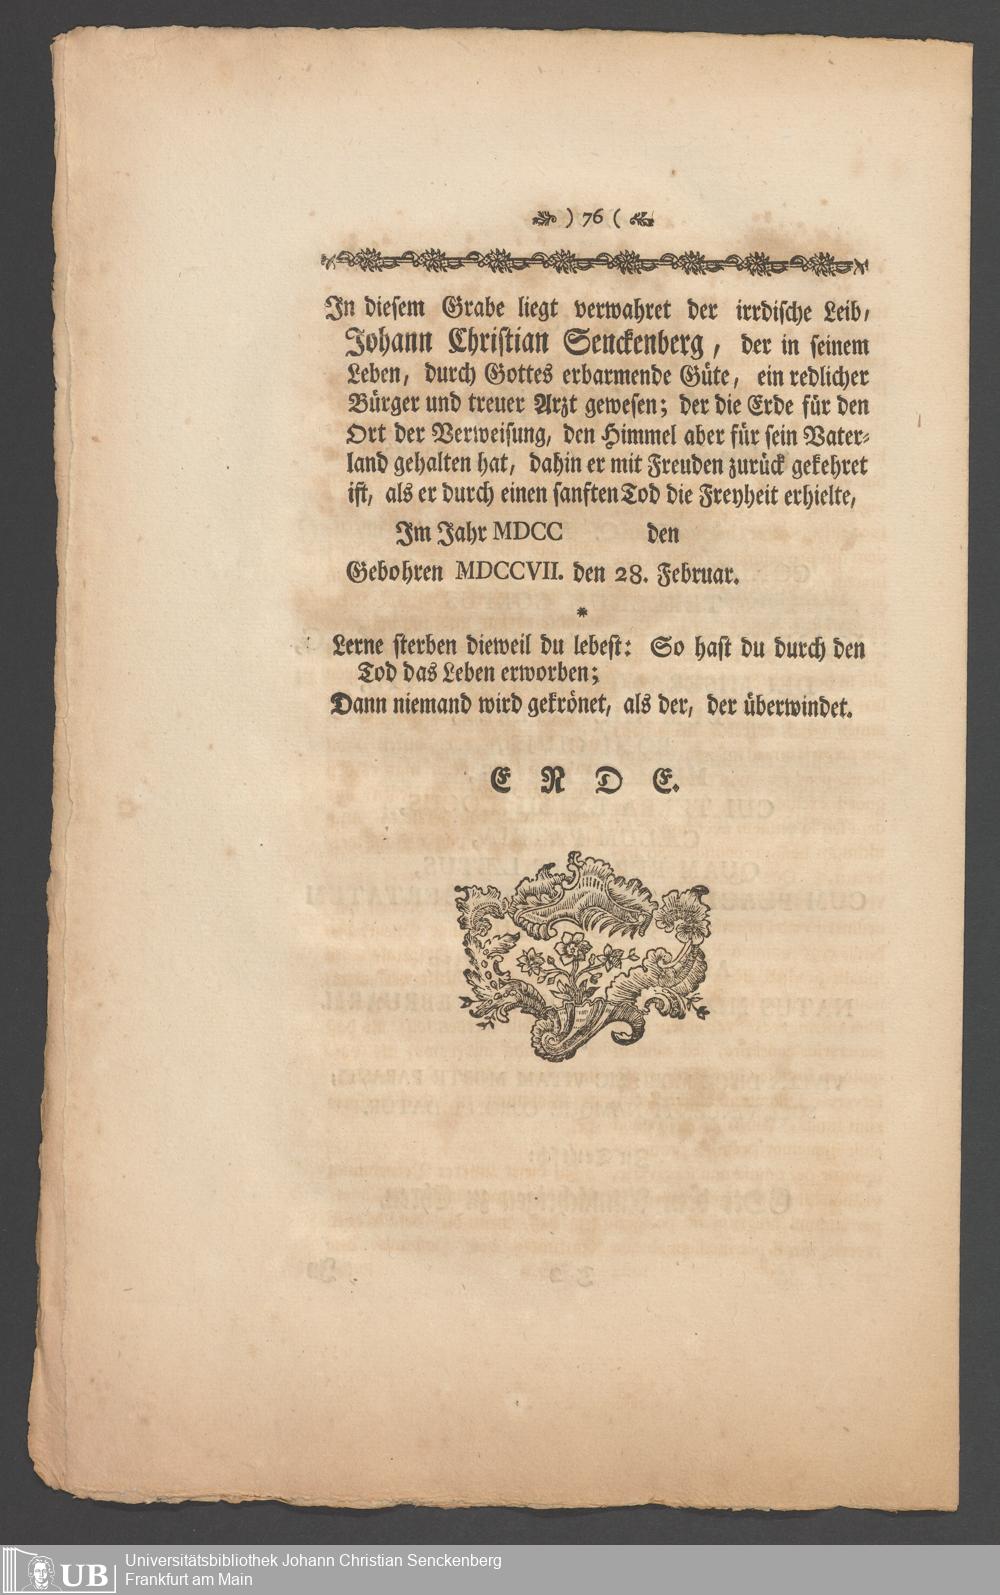 ) 76 (
In diesem Grabe liegt verwahret der irrdische Leib,
Johann Christian Senckenberg, der in seinem
Leben, durch Gottes erbarmende Güte, ein redlicher
Bürger und treuer Arzt gewesen; der die Erde für den
Ort der Verweisung, den Himmel aber für sein Vater-
land gehalten hat, dahin er mit Freuden zurück gekehret
ist, als er durch einen sanften Tod die Freyheit erhielte,
Im Jahr MDCC den
Gebohren MDCCVII. den 28. Februar.
*
Lerne sterben dieweil du lebest: So hast du durch den
Tod das Leben erworben;
Dann niemand wird gekrönet, als der, der überwindet.
ENDE.
UB
Universitätsbibliothek Johann Christian Senckenberg
Frankfurt am Main